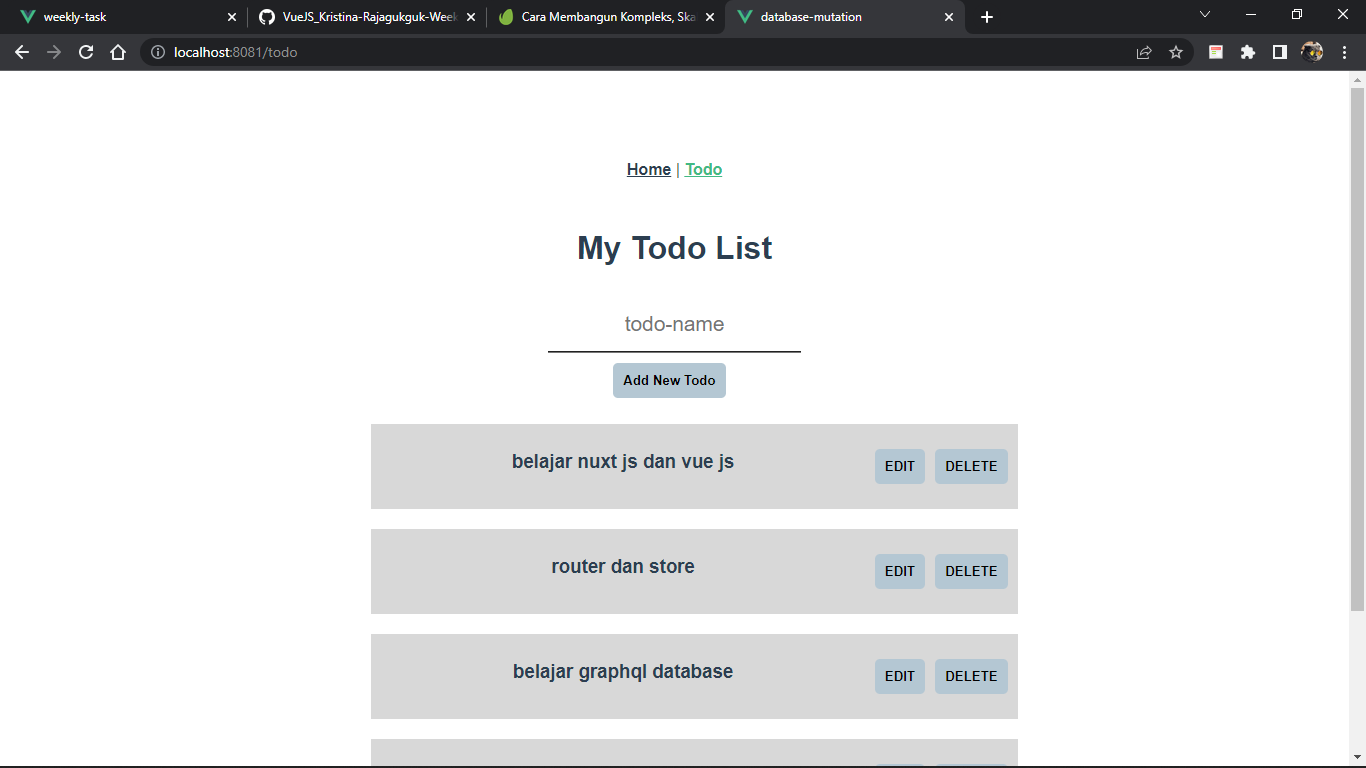 weekly-task
VueJS_Kristina-Rajagukguk-Week
Cara Membangun Kompleks, Ska
database-mutation
localhost:8081/todo
Home | Todo
My Todo List
todo-name
Add New Todo
belajar nuxt js dan vue js
EDIT DELETE
router dan store
EDIT DELETE
belajar graphql database
EDIT DELETE